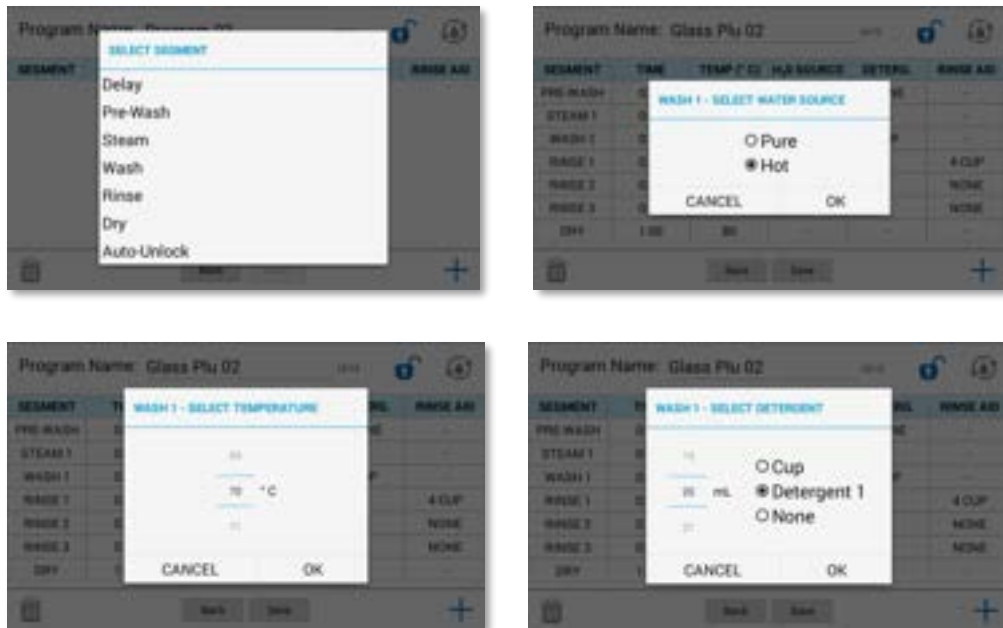 Program Name: Program 02
SELECT SEGMENT
SEGMENT
RINSE AID
Delay
Pre-Wash
Steam
Wash
Rinse
Dry
Auto-Unlock
Back
Program Name: Glass Plu 02
SEGMENT TIME TEMP (° C) H₂O SOURCE DETERG. RINSE AID
PRE-WASH
WASH 1 - SELECT WATER SOURCE
STEAM 1
WASH 1
Pure
RINSE 1 4 CUP
Hot
RINSE 2 NONE
RINSE 3 NONE
CANCEL OK
DRY 1:00 80
Back Save
Program Name: Glass Plu 02
SEGMENT RINSE AID
WASH 1 - SELECT TEMPERATURE
PRE-WASH
STEAM 1
WASH 1
70 ° C
RINSE 1 4 CUP
RINSE 2 NONE
RINSE 3 NONE
DRY
CANCEL OK
Back Save
Program Name: Glass Plu 02
SEGMENT RINSE AID
WASH 1 - SELECT DETERGENT
PRE-WASH
STEAM 1
WASH 1
Cup
mL Detergent 1
None
RINSE 1 4 CUP
RINSE 2 NONE
RINSE 3 NONE
DRY
CANCEL OK
Back Save